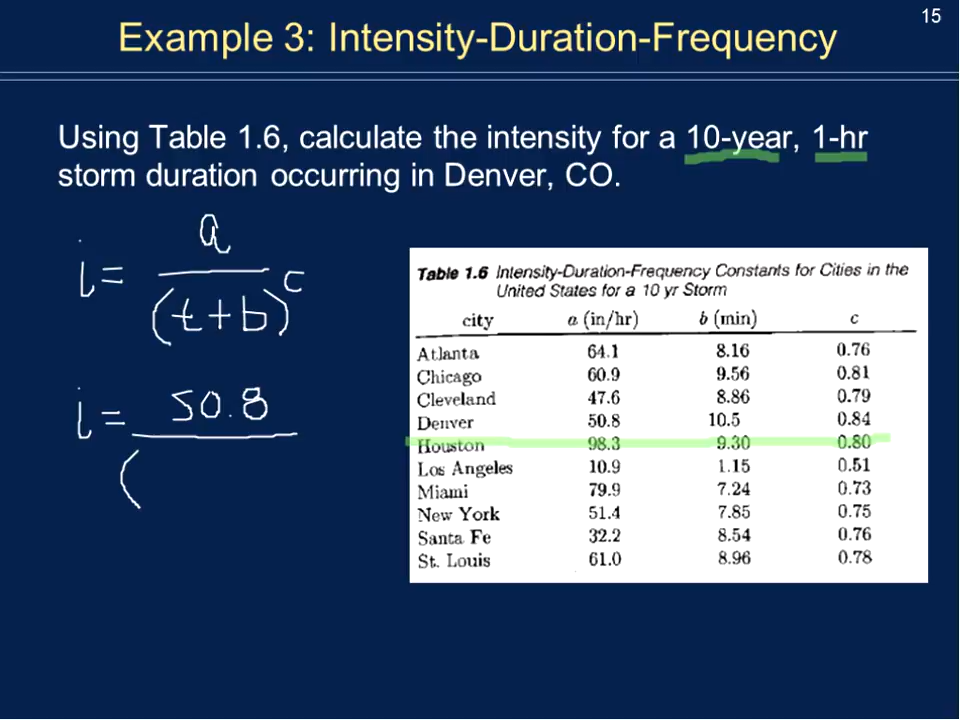 15
Example 3: Intensity-Duration-Frequency
Using Table 1.6, calculate the intensity for a 10-year, 1-hr
storm duration occurring in Denver, CO.
i = a
(t+b)^c
i = 50.8
(
Table 1.6 Intensity-Duration-Frequency Constants for Cities in the
United States for a 10 yr Storm
city a (in/hr) b (min) c
Atlanta 64.1 8.16 0.76
Chicago 60.9 9.56 0.81
Cleveland 47.6 8.86 0.79
Denver 50.8 10.5 0.84
Houston 98.3 9.30 0.80
Los Angeles 10.9 1.15 0.51
Miami 79.9 7.24 0.73
New York 51.4 7.85 0.75
Santa Fe 32.2 8.54 0.76
St. Louis 61.0 8.96 0.78